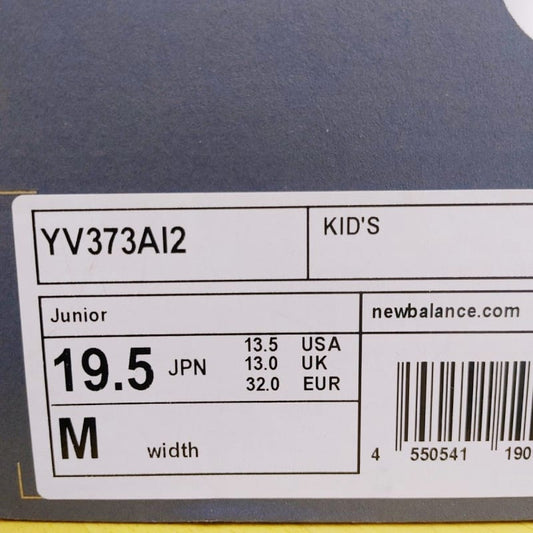 YV373AI2
KID'S
Junior
newbalance.com
19.5 JPN
13.5 USA
13.0 UK
32.0 EUR
M width
4 550541 190